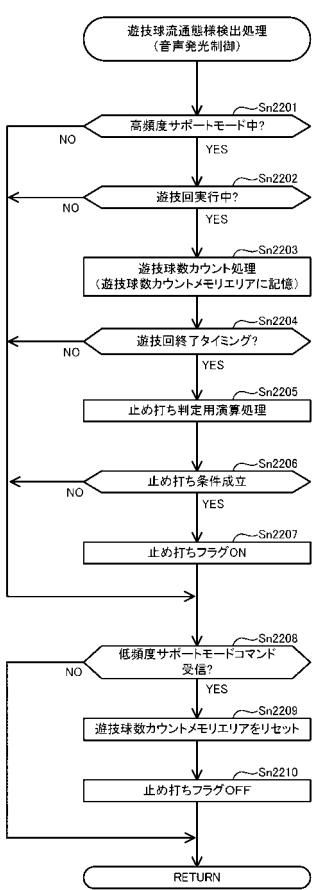 遊技球流通態様検出処理
(音声発光制御)
Sn2201
高頻度サポートモード中?
NO
YES
Sn2202
遊技回実行中?
NO
YES
Sn2203
遊技球数カウント処理
(遊技球数カウントメモリエリアに記憶)
Sn2204
遊技回終了タイミング?
NO
YES
Sn2205
止め打ち判定用演算処理
Sn2206
止め打ち条件成立
NO
YES
Sn2207
止め打ちフラグON
Sn2208
低頻度サポートモードコマンド
受信?
NO
YES
Sn2209
遊技球数カウントメモリエリアをリセット
Sn2210
止め打ちフラグOFF
RETURN